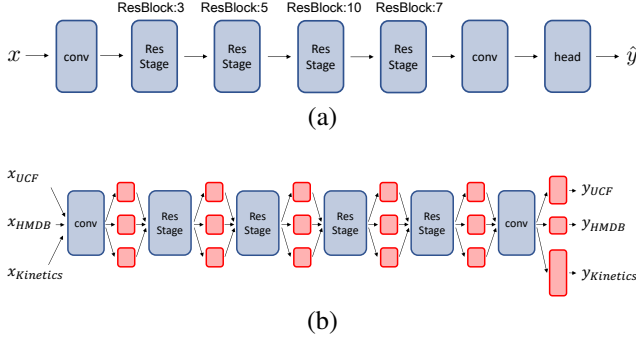 ResBlock:3 ResBlock:5 ResBlock:10 ResBlock:7
x conv Res Stage Res Stage Res Stage Res Stage conv head ŷ
(a)
x_UCF
x_HMDB
x_Kinetics
conv Res Stage Res Stage Res Stage Res Stage conv
y_UCF
y_HMDB
y_Kinetics
(b)